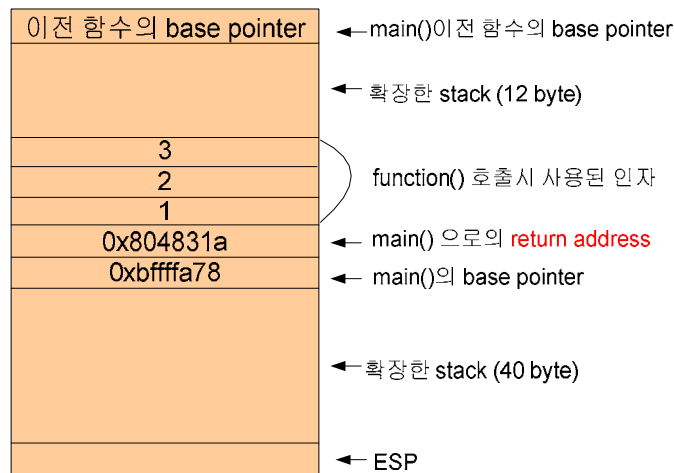 이전 함수의 base pointer
main()이전 함수의 base pointer
확장한 stack (12 byte)
3
2
1
function() 호출시 사용된 인자
0x804831a
main() 으로의 return address
0xbffffa78
main()의 base pointer
확장한 stack (40 byte)
ESP